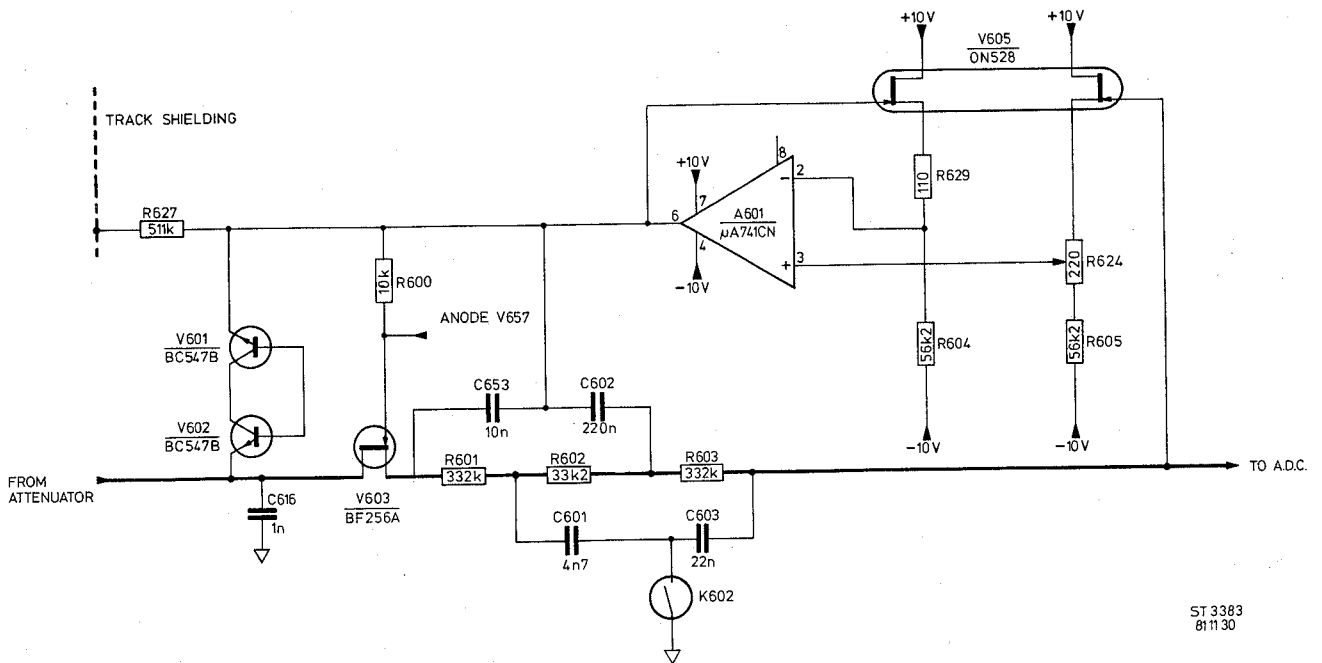 +10V
+10V
V605
ON528
TRACK SHIELDING
8
+10V
2
110
R629
7
−
R627
6
A601
511k
µA741CN
4
+
3
220
R624
10k
R600
−10V
ANODE V657
V601
BC547B
56k2
R604
56k2
R605
C653
C602
V602
BC547B
10n
220n
−10V
−10V
R601
R602
R603
FROM
ATTENUATOR
332k
33k2
332k
TO A.D.C.
C616
1n
V603
BF256A
C601
C603
4n7
22n
K602
ST 3383
81 11 30